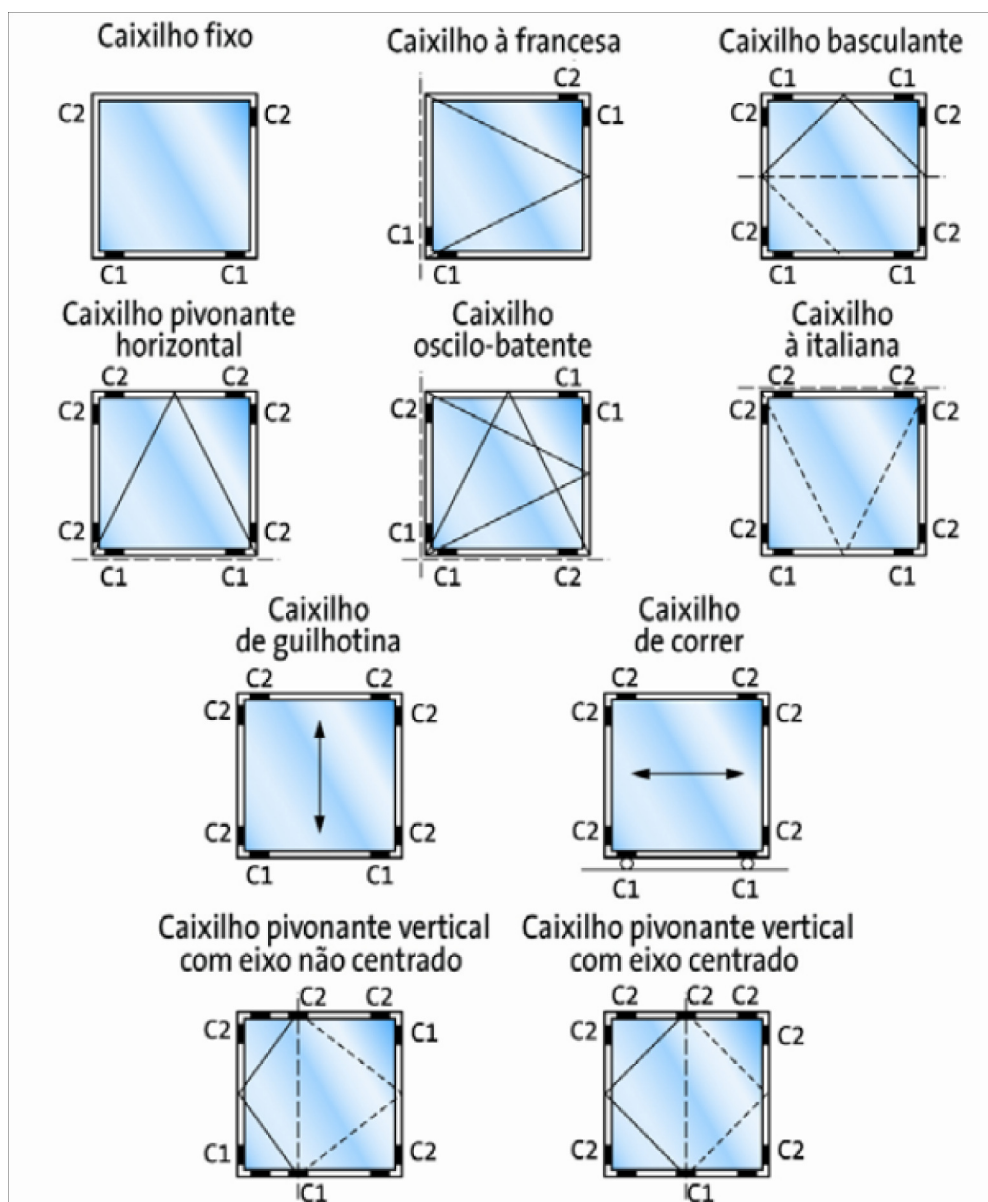 Caixilho fixo
Caixilho à francesa
Caixilho basculante
C2
C1
C1
C2
C2
C1
C2
C2
C1
C2
C2
C1
C1
C1
C1
Caixilho pivonante
horizontal
Caixilho
oscilo-batente
Caixilho
à italiana
C2
C2
C1
C2
C2
C2
C2
C2
C1
C2
C2
C2
C2
C1
C2
C2
C1
C1
C1
C2
C1
C1
Caixilho
de guilhotina
Caixilho
de correr
C2
C2
C2
C2
C2
C2
C2
C2
C2
C2
C2
C2
C1
C1
C1
C1
Caixilho pivonante vertical
com eixo não centrado
Caixilho pivonante vertical
com eixo centrado
C2
C2
C2
C2
C2
C2
C1
C2
C2
C1
C2
C2
C2
C1
C1